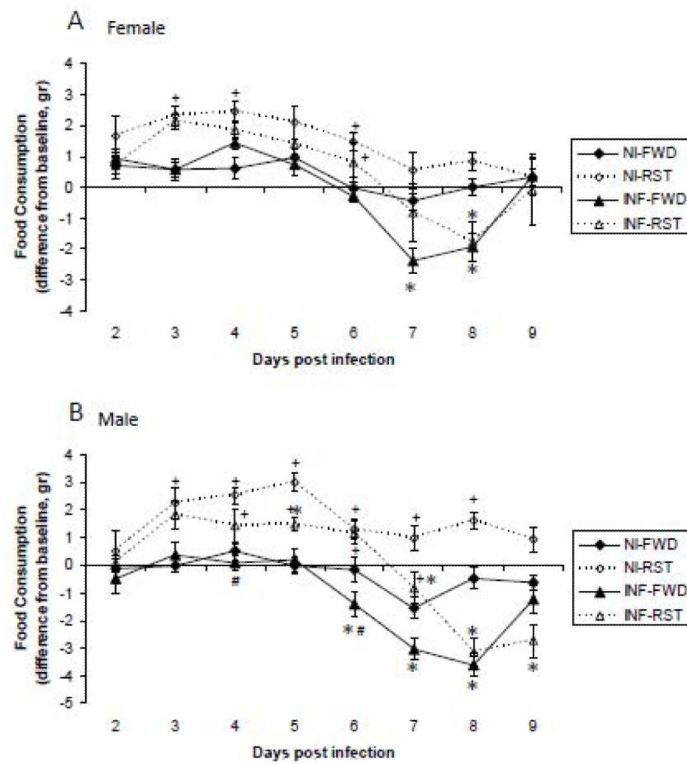 A Female
4
3
2
1
0
-1
-2
-3
-4
Food Consumption
(difference from baseline, gr)
+ +
+
+
*
* *
2 3 4 5 6 7 8 9
Days post infection
NI-FWD
NI-RST
INF-FWD
INF-RST
B Male
4
3
2
1
0
-1
-2
-3
-4
-5
Food Consumption
(difference from baseline, gr)
+
+ + + +
+ +* + +
+
+*
#
*# *
* * *
2 3 4 5 6 7 8 9
Days post infection
NI-FWD
NI-RST
INF-FWD
INF-RST